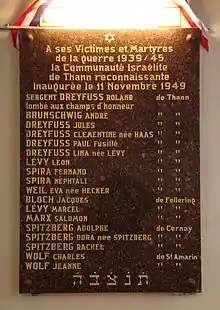 A ses Victimes et Martyres
de la guerre 1939/45
la Communauté Israélite
de Thann reconnaissante
Inaugurée le 11 Novembre 1949
SERGENT DREYFUSS ROLAND de Thann
tombé aux champs d'honneur
BRUNSCHWIG ANDRÉ " "
DREYFUSS JULES " "
DREYFUSS CLEMENTINE née HAAS " "
DREYFUSS PAUL Fusillé " "
DREYFUSS LINA née LÉVY " "
LÉVY LÉON " "
SPIRA FERNAND " "
SPIRA NEPHTALI " "
WEIL EVA née HECKER " "
BLOCH JACQUES de Fellering
LÉVY MARCEL " "
MARX SALOMON " "
SPITZBERG ADOLPHE de Cernay
SPITZBERG DORA née SPITZBERG " "
SPITZBERG RACHEL " "
WOLF CHARLES de St Amarin
WOLF JEANNE " "
תנצבה